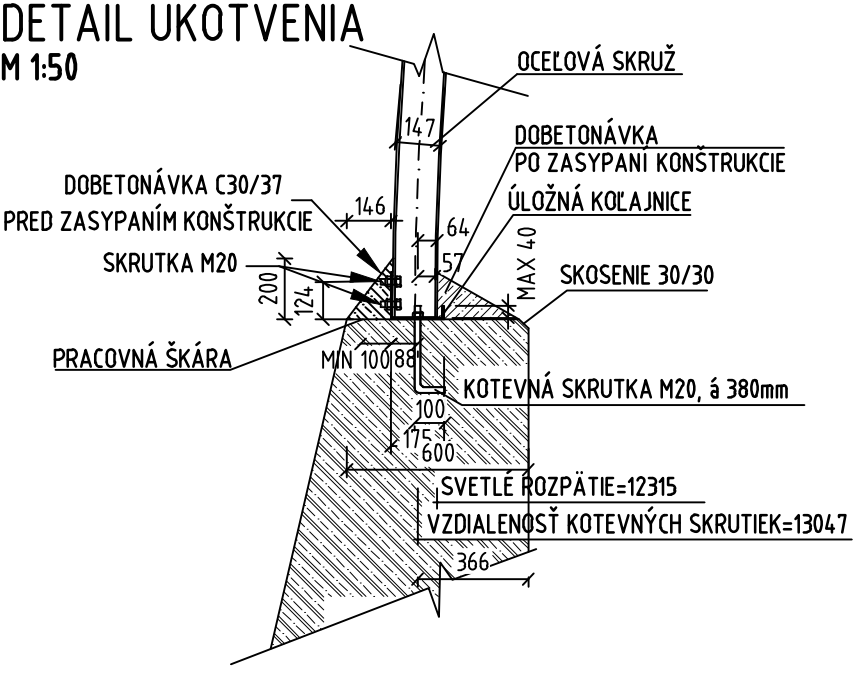 DETAIL UKOTVENIA
M 1:50
OCEĽOVÁ SKRUŽ
147
DOBETONÁVKA
PO ZASYPANÍ KONŠTRUKCIE
DOBETONÁVKA C30/37
PRED ZASYPANÍM KONŠTRUKCIE
146
ÚLOŽNÁ KOĽAJNICE
64
MAX 40
SKRUTKA M20
57
SKOSENIE 30/30
200
124
PRACOVNÁ ŠKÁRA
MIN 100
88
KOTEVNÁ SKRUTKA M20, á 380mm
100
175
600
SVETLÉ ROZPÄTIE=12315
VZDIALENOSŤ KOTEVNÝCH SKRUTIEK=13047
366